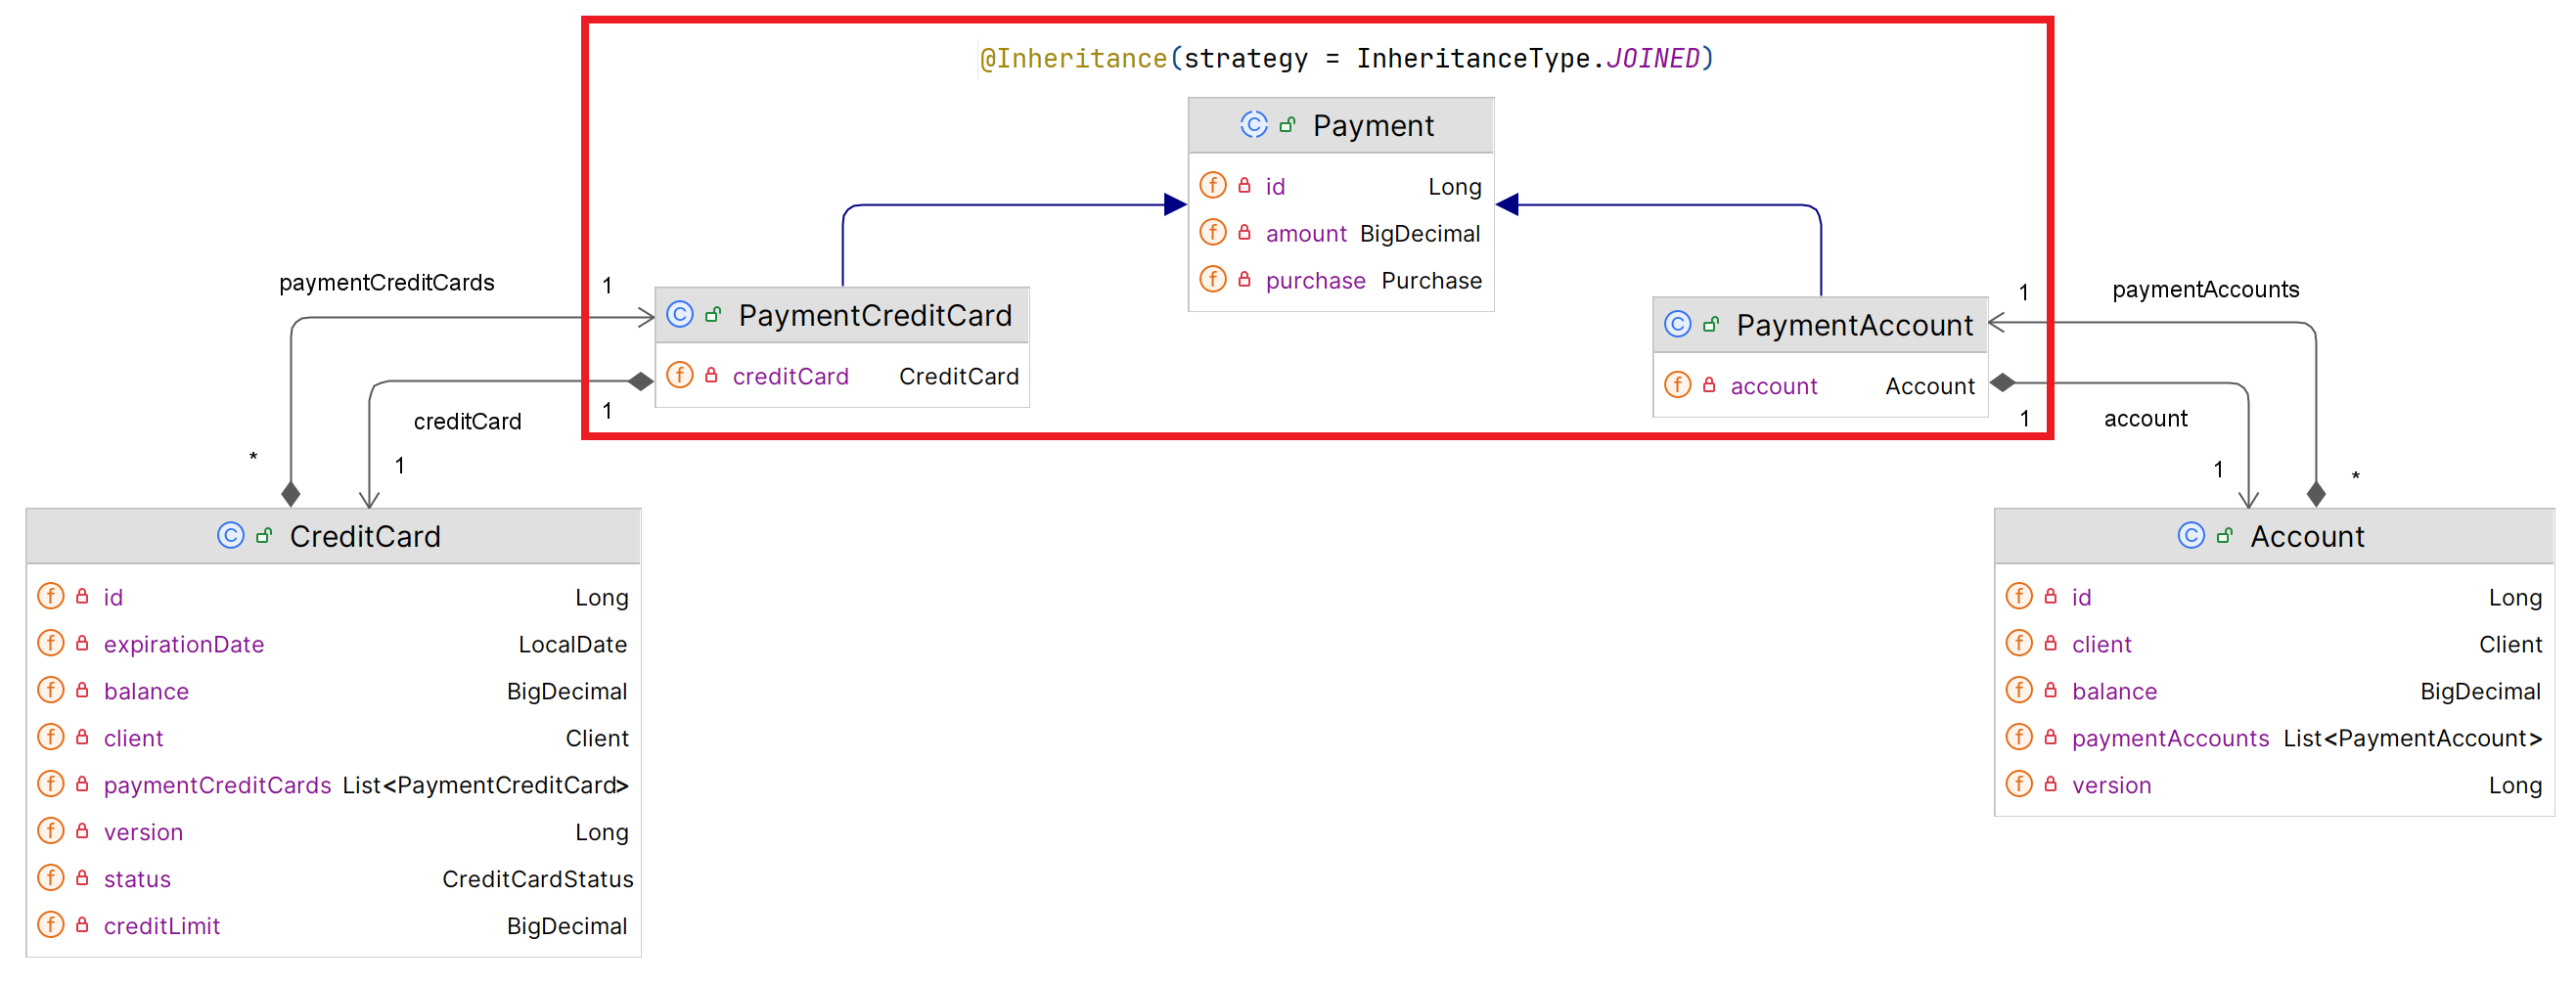 @Inheritance(strategy = InheritanceType.JOINED)
Payment
id Long
amount BigDecimal
purchase Purchase
paymentCreditCards
1
PaymentCreditCard
creditCard CreditCard
1
creditCard
*
1
1
paymentAccounts
PaymentAccount
account Account
1
account
1
*
CreditCard
id Long
expirationDate LocalDate
balance BigDecimal
client Client
paymentCreditCards List<PaymentCreditCard>
version Long
status CreditCardStatus
creditLimit BigDecimal
Account
id Long
client Client
balance BigDecimal
paymentAccounts List<PaymentAccount>
version Long